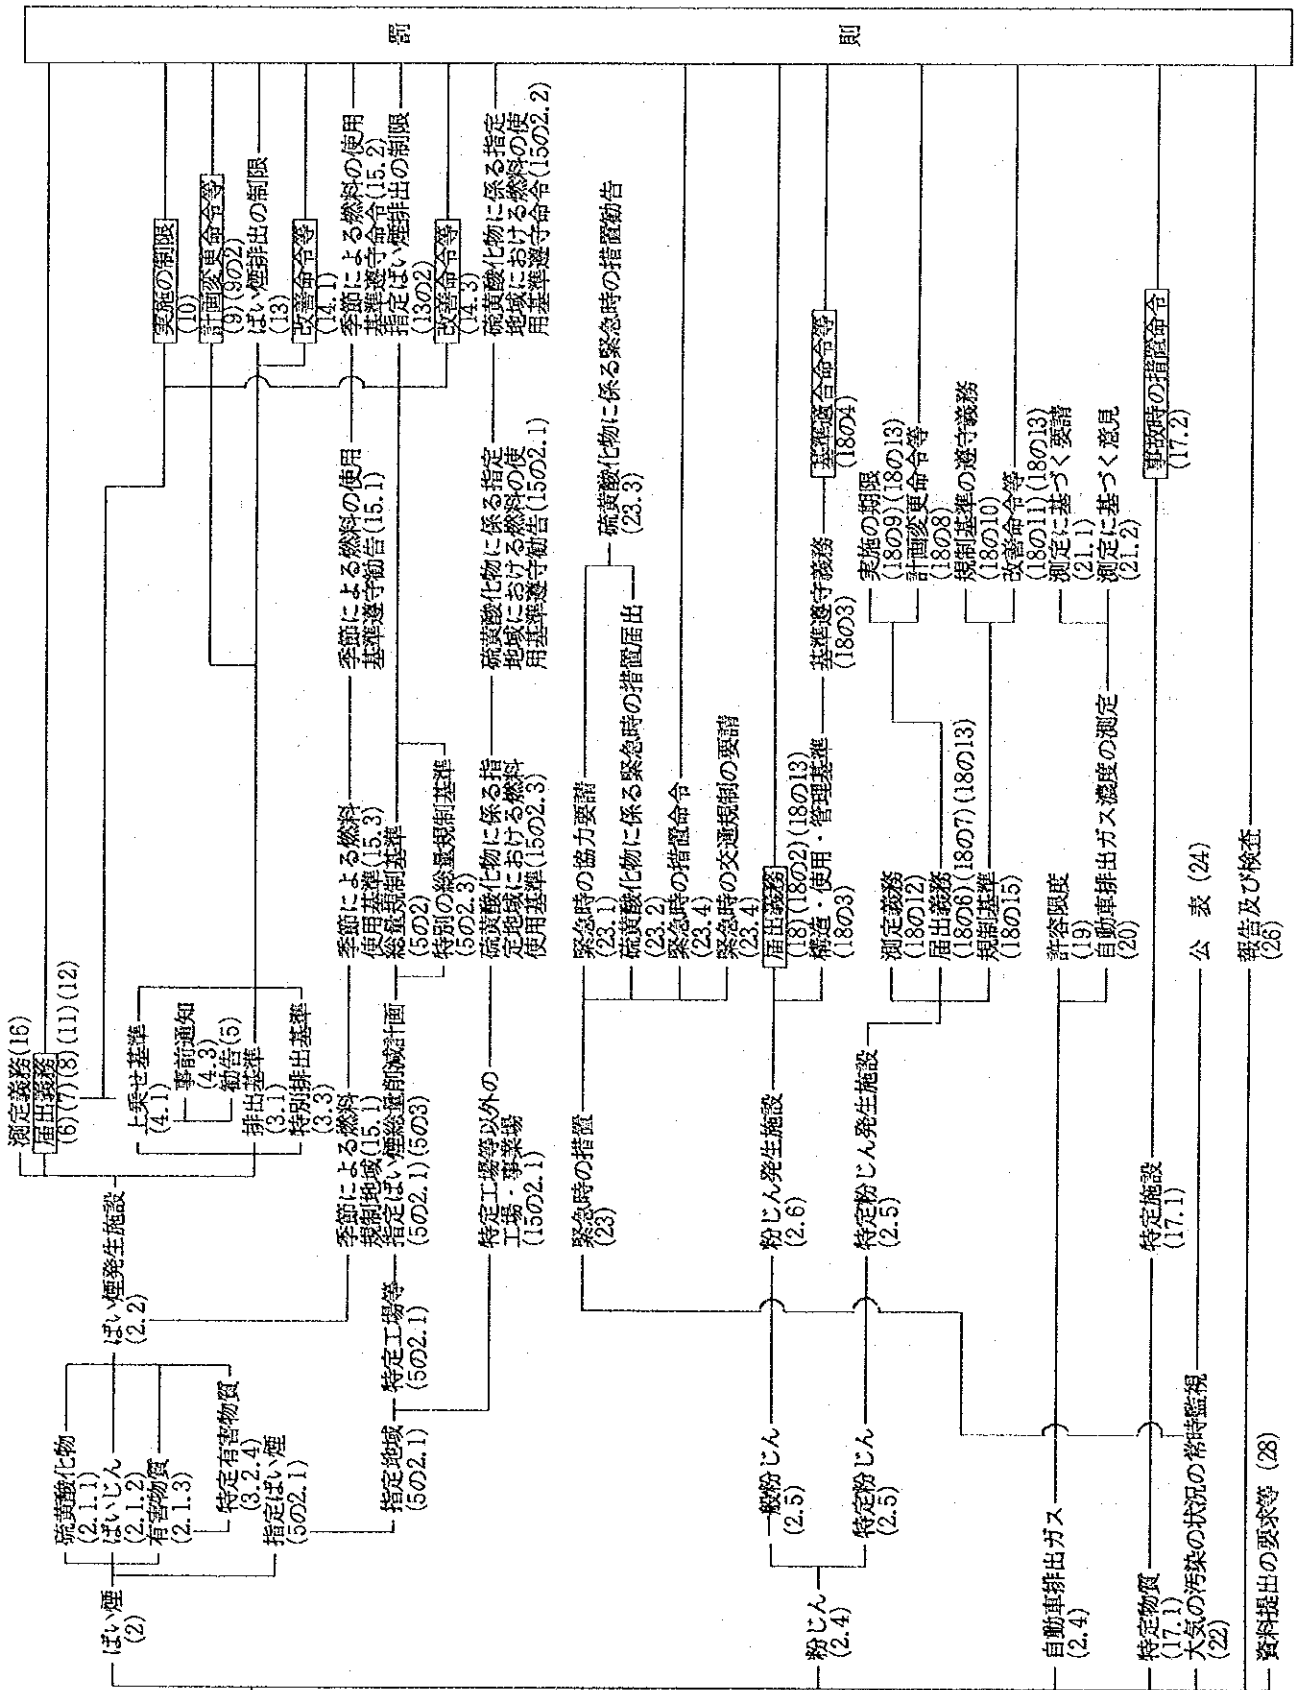 ばい煙
(2)
硫黄酸化物
(2.1.1)
ばいじん
(2.1.2)
有害物質
(2.1.3)
特定有害物質
(3.2.4)
指定ばい煙
(5の2.1)
ばい煙発生施設
(2.2)
測定義務(16)
届出義務
(6)(7)(8)(11)(12)
上乗せ基準
(4.1)
事前通知
(4.3)
勧告(5)
排出基準
(3.1)
特別排出基準
(3.3)
実施の制限
(10)
計画変更命令等
(9)(9の2)
ばい煙排出の制限
(13)
改善命令等
(14.1)
季節による燃料
規制地域(15.1)
季節による燃料
使用基準(15.3)
季節による燃料の使用
基準遵守勧告(15.1)
季節による燃料の使用
基準遵守命令(15.2)
指定地域
(5の2.1)
特定工場等
(5の2.1)
指定ばい煙総量削減計画
(5の2.1)(5の3)
総量規制基準
(5の2)
特別の総量規制基準
(5の2.3)
指定ばい煙排出の制限
(13の2)
改善命令等
(14.3)
特定工場等以外の
工場・事業場
(15の2.1)
硫黄酸化物に係る指
定地域における燃料
使用基準(15の2.3)
硫黄酸化物に係る指定
地域における燃料の使
用基準遵守勧告(15の2.1)
硫黄酸化物に係る指定
地域における燃料の使
用基準遵守命令(15の2.2)
緊急時の措置
(23)
緊急時の協力要請
(23.1)
硫黄酸化物に係る緊急時の措置届出
(23.2)
硫黄酸化物に係る緊急時の措置勧告
(23.3)
緊急時の措置命令
(23.4)
緊急時の交通規制の要請
(23.4)
粉じん
(2.4)
一般粉じん
(2.5)
粉じん発生施設
(2.6)
届出義務
(18)(18の2)(18の13)
構造・使用・管理基準
(18の3)
基準遵守義務
(18の3)
基準適合命令等
(18の4)
特定粉じん
(2.5)
特定粉じん発生施設
(2.5)
測定義務
(18の12)
届出義務
(18の6)(18の7)(18の13)
規制基準
(18の15)
実施の期限
(18の9)(18の13)
計画変更命令等
(18の8)
規制基準の遵守義務
(18の10)
改善命令等
(18の11)(18の13)
自動車排出ガス
(2.4)
許容限度
(19)
自動車排出ガス濃度の測定
(20)
測定に基づく要請
(21.1)
測定に基づく意見
(21.2)
特定物質
(17.1)
特定施設
(17.1)
事故時の措置命令
(17.2)
大気の汚染の状況の常時監視
(22)
公 表 (24)
報告及び検査
(26)
資料提出の要求等 (28)
罰 則